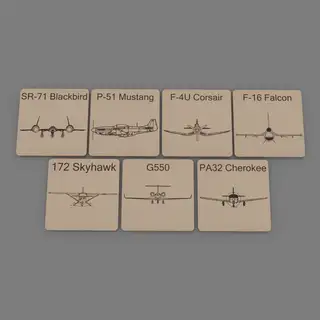 SR-71 Blackbird
P-51 Mustang
F-4U Corsair
F-16 Falcon
172 Skyhawk
G550
PA32 Cherokee